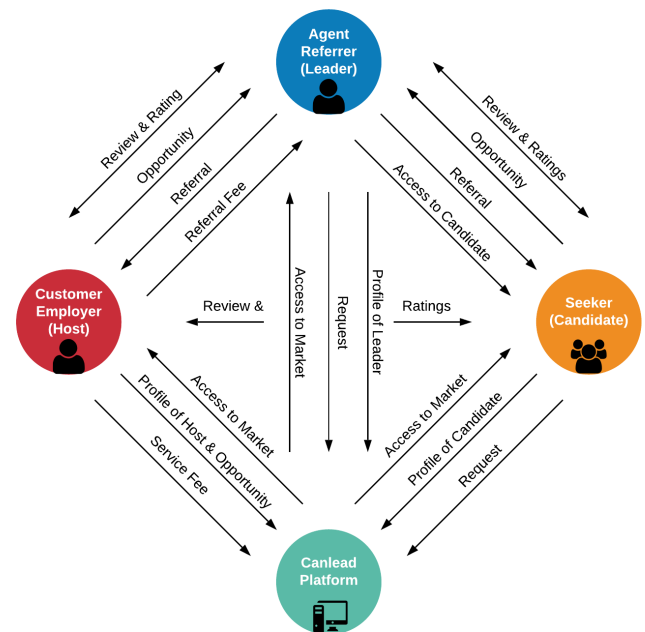 Agent
Referrer
(Leader)
Review & Rating
Opportunity
Referral
Referral Fee
Review & Ratings
Opportunity
Referral
Access to Candidate
Customer
Employer
(Host)
Review &
Access to Market
Request
Profile of Leader
Ratings
Seeker
(Candidate)
Access to Market
Profile of Host & Opportunity
Service Fee
Access to Market
Profile of Candidate
Request
Canlead
Platform